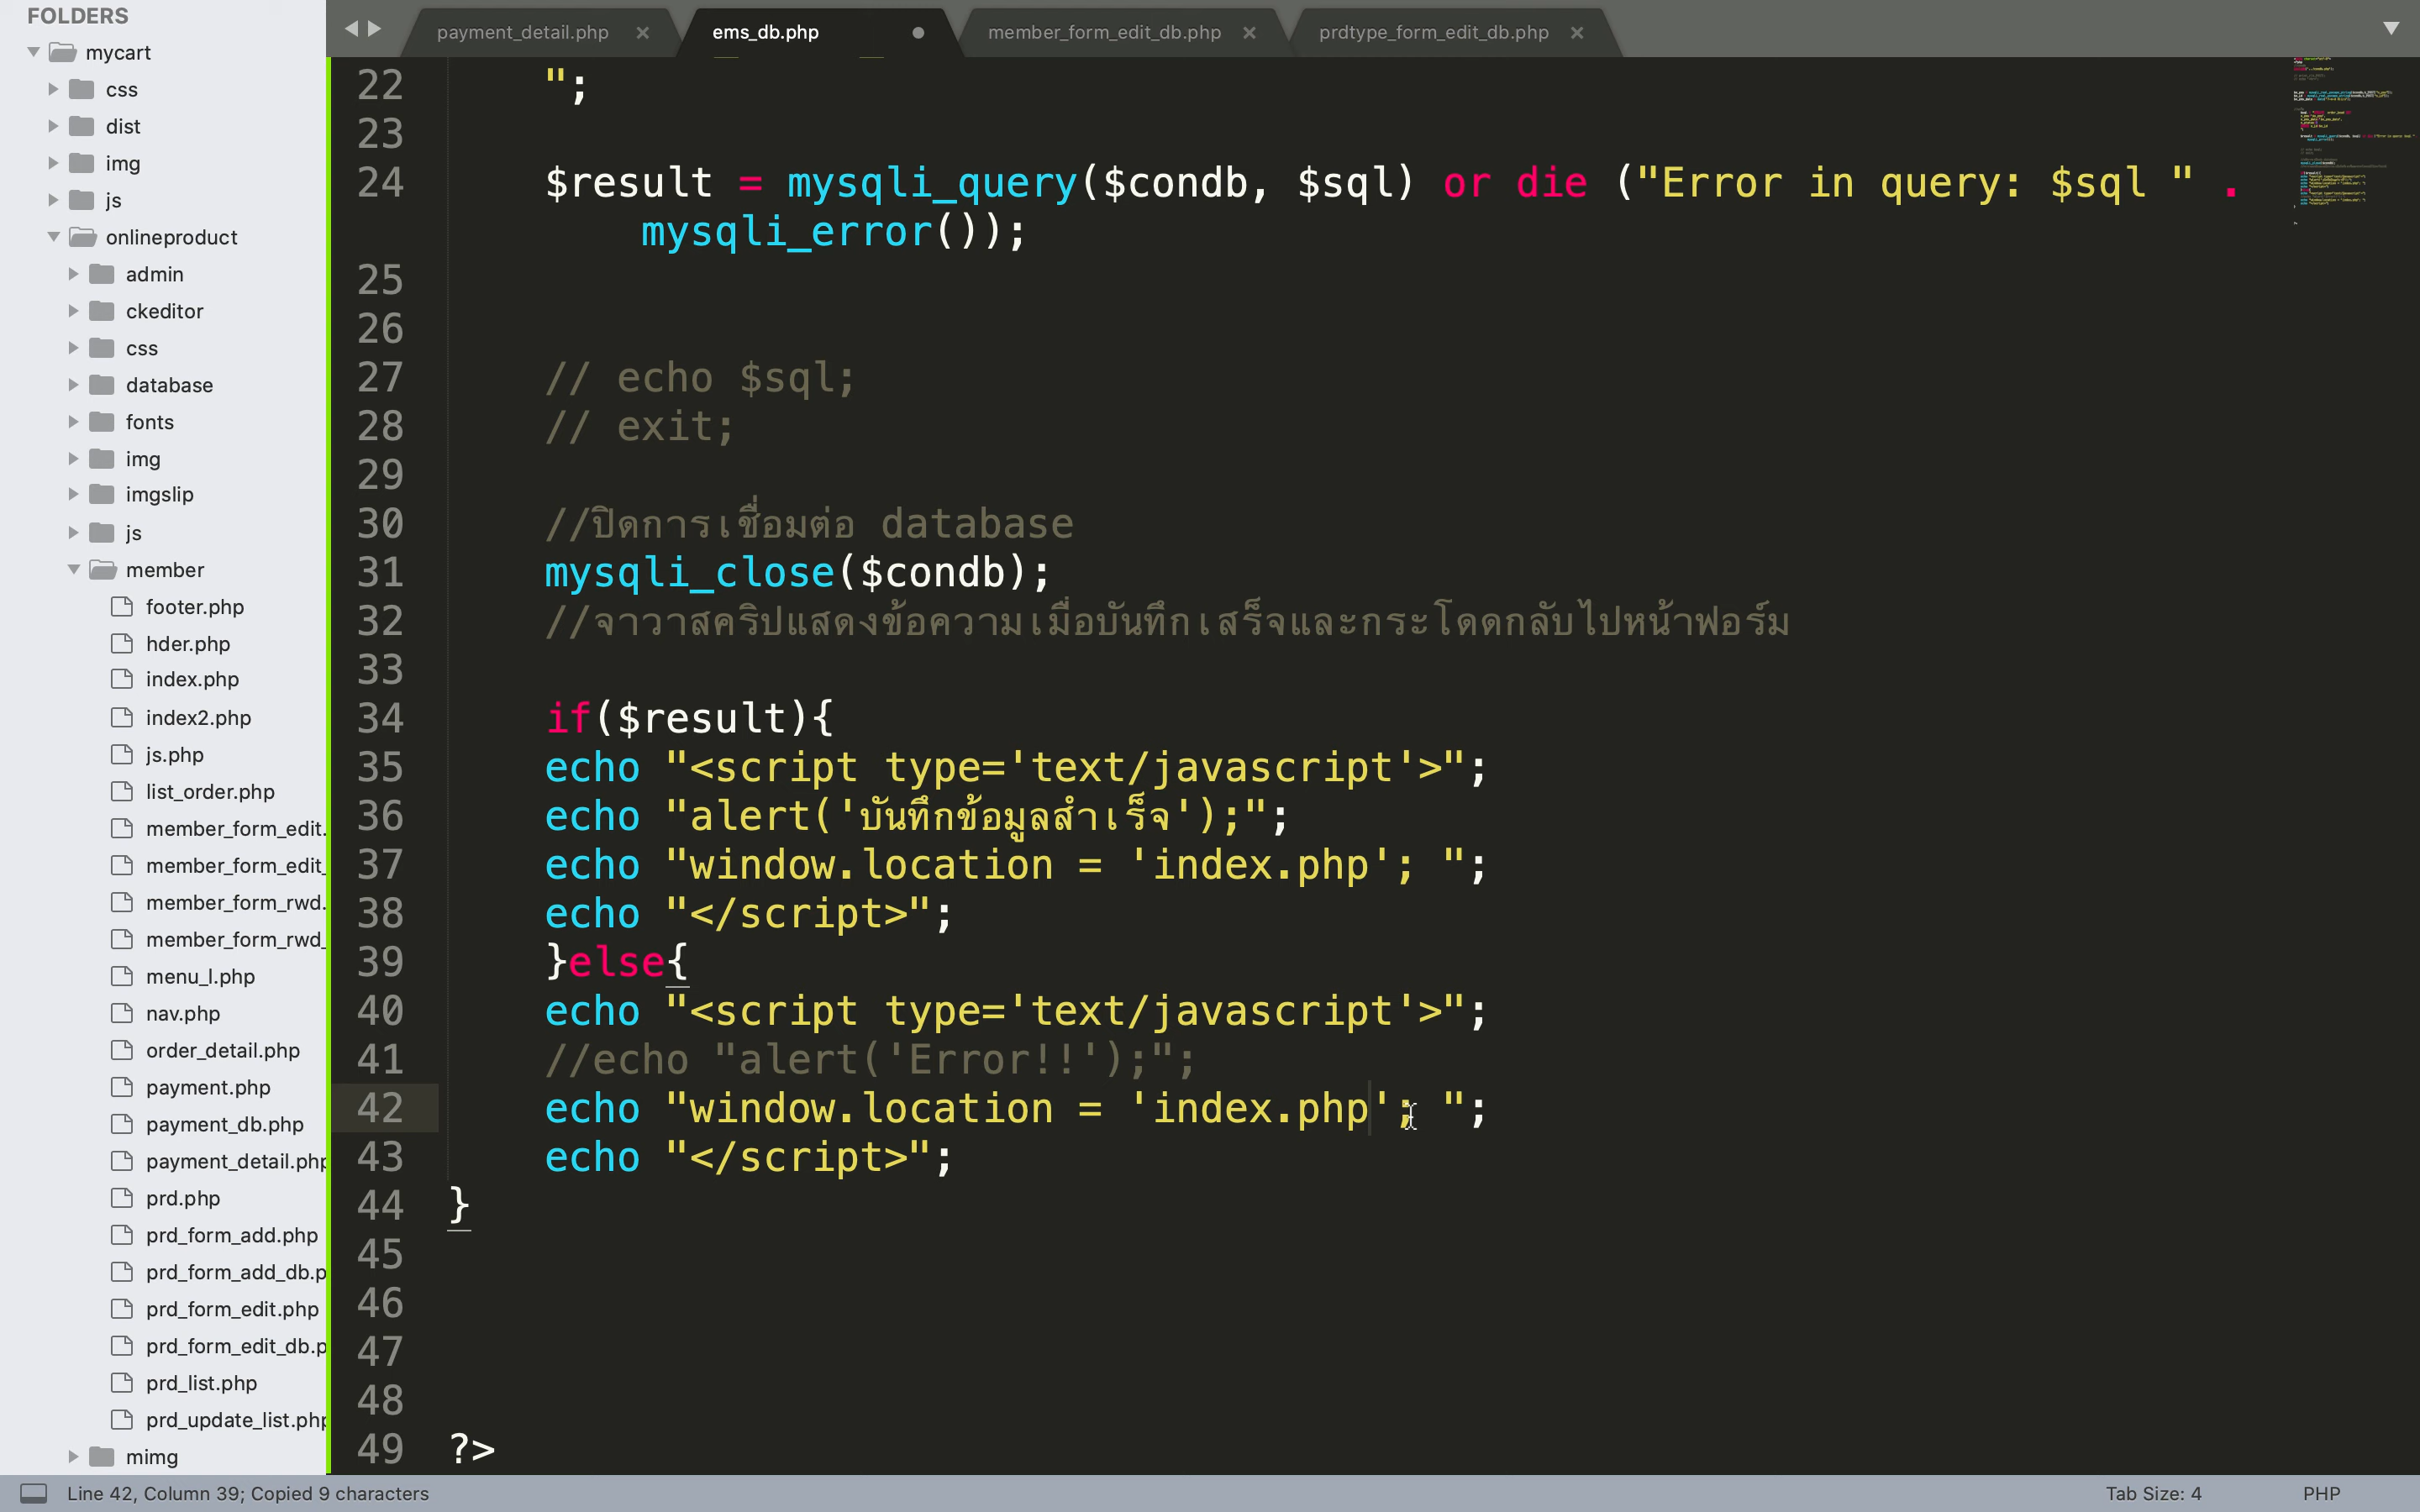 FOLDERS
mycart
css
dist
img
js
onlineproduct
admin
ckeditor
css
database
fonts
img
imgslip
js
member
footer.php
hder.php
index.php
index2.php
js.php
list_order.php
member_form_edit.
member_form_edit_
member_form_rwd.
member_form_rwd_
menu_l.php
nav.php
order_detail.php
payment.php
payment_db.php
payment_detail.php
prd.php
prd_form_add.php
prd_form_add_db.p
prd_form_edit.php
prd_form_edit_db.p
prd_list.php
prd_update_list.php
mimg
payment_detail.php ems_db.php member_form_edit_db.php prdtype_form_edit_db.php
22 ";
23
24 $result = mysqli_query($condb, $sql) or die ("Error in query: $sql " .
mysqli_error());
25
26
27 // echo $sql;
28 // exit;
29
30 //ปิดการเชื่อมต่อ database
31 mysqli_close($condb);
32 //จาวาสคริปแสดงข้อความเมื่อบันทึกเสร็จและกระโดดกลับไปหน้าฟอร์ม
33
34 if($result){
35 echo "<script type='text/javascript'>";
36 echo "alert('บันทึกข้อมูลสำเร็จ');";
37 echo "window.location = 'index.php'; ";
38 echo "</script>";
39 }else{
40 echo "<script type='text/javascript'>";
41 //echo "alert('Error!!');";
42 echo "window.location = 'index.php'; ";
43 echo "</script>";
44 }
45
46
47
48
49 ?>
Line 42, Column 39; Copied 9 characters
Tab Size: 4 PHP